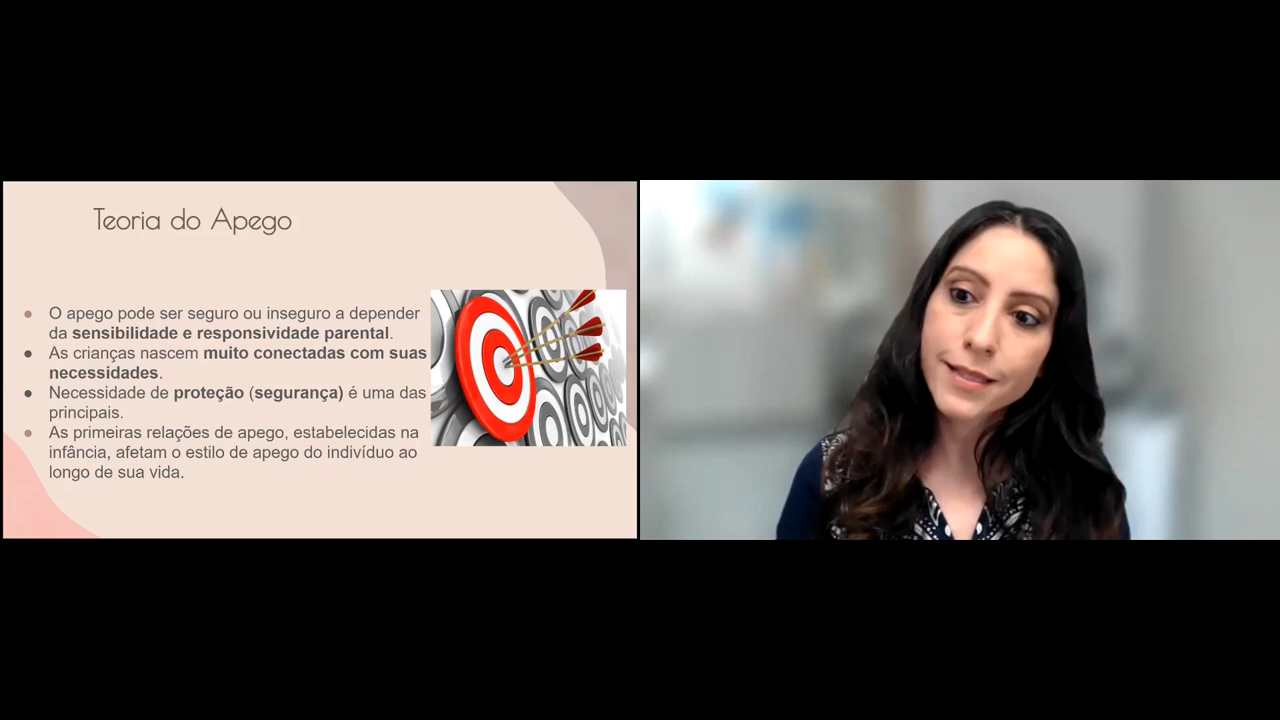 Teoria do Apego
● O apego pode ser seguro ou inseguro a depender
da sensibilidade e responsividade parental.
● As crianças nascem muito conectadas com suas
necessidades.
● Necessidade de proteção (segurança) é uma das
principais.
● As primeiras relações de apego, estabelecidas na
infância, afetam o estilo de apego do indivíduo ao
longo de sua vida.